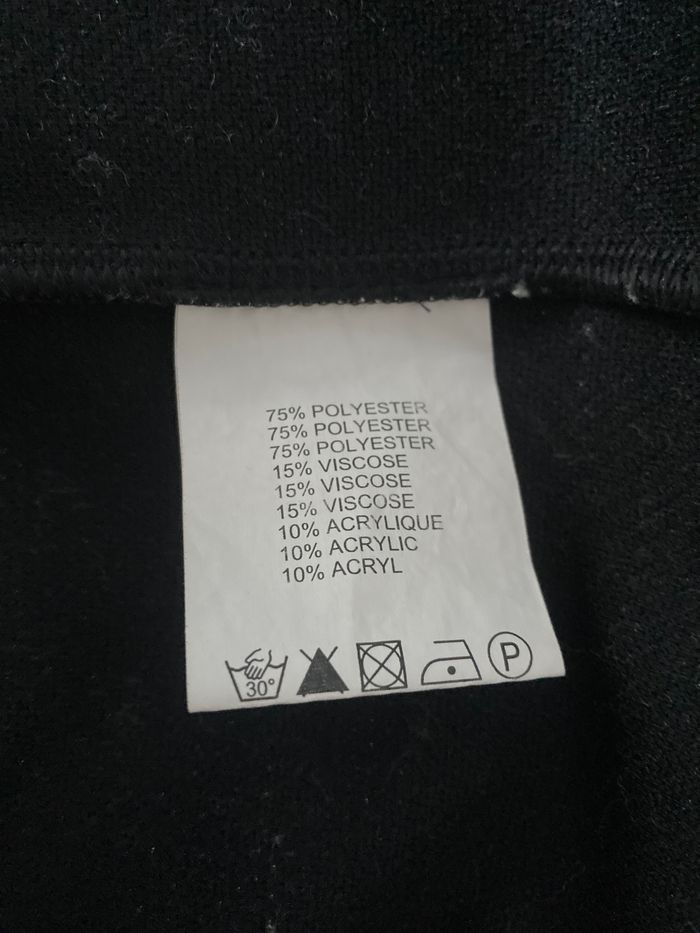 75% POLYESTER
75% POLYESTER
75% POLYESTER
15% VISCOSE
15% VISCOSE
15% VISCOSE
10% ACRYLIQUE
10% ACRYLIC
10% ACRYL
30° P